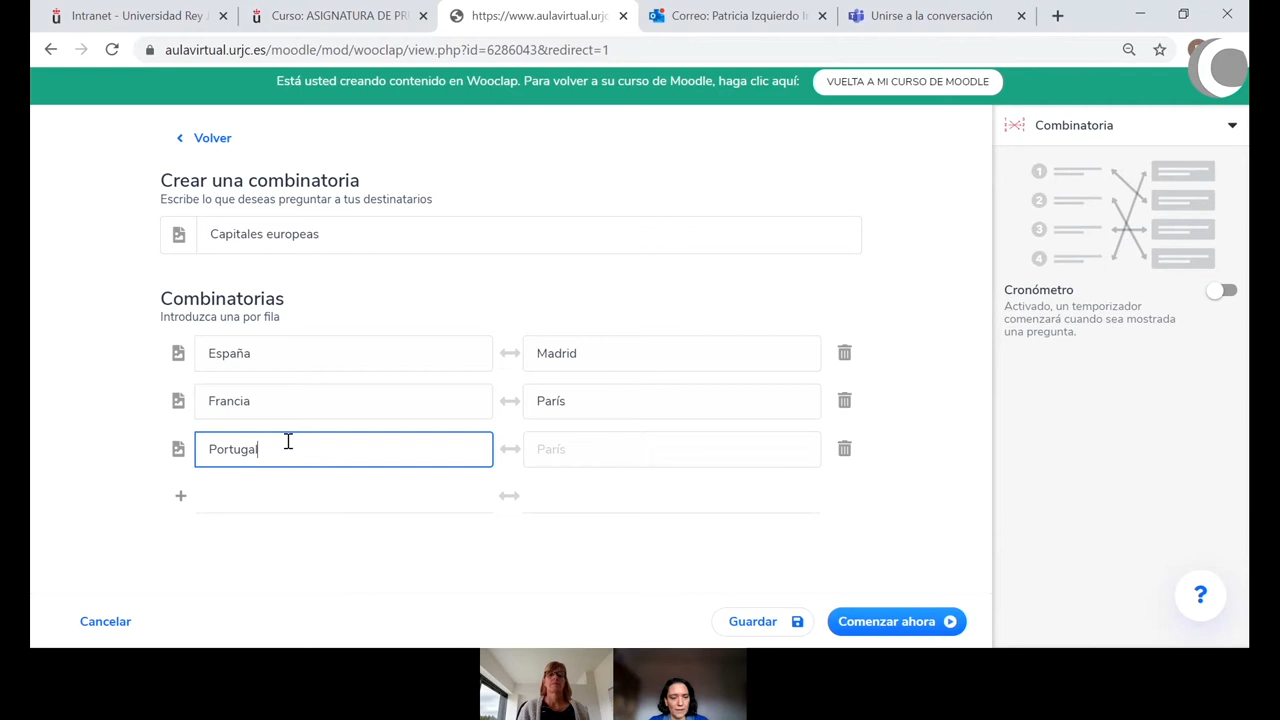 Intranet - Universidad Rey J
Curso: ASIGNATURA DE PR
https://www.aulavirtual.urjc
Correo: Patricia Izquierdo I
Unirse a la conversación
aulavirtual.urjc.es/moodle/mod/wooclap/view.php?id=6286043&redirect=1
Está usted creando contenido en Wooclap. Para volver a su curso de Moodle, haga clic aquí:
VUELTA A MI CURSO DE MOODLE
Volver
Combinatoria
Crear una combinatoria
Escribe lo que deseas preguntar a tus destinatarios
Capitales europeas
1
2
3
4
Cronómetro
Activado, un temporizador
comenzará cuando sea mostrada
una pregunta.
Combinatorias
Introduzca una por fila
España
Madrid
Francia
París
Portugal
París
Cancelar
Guardar
Comenzar ahora
?